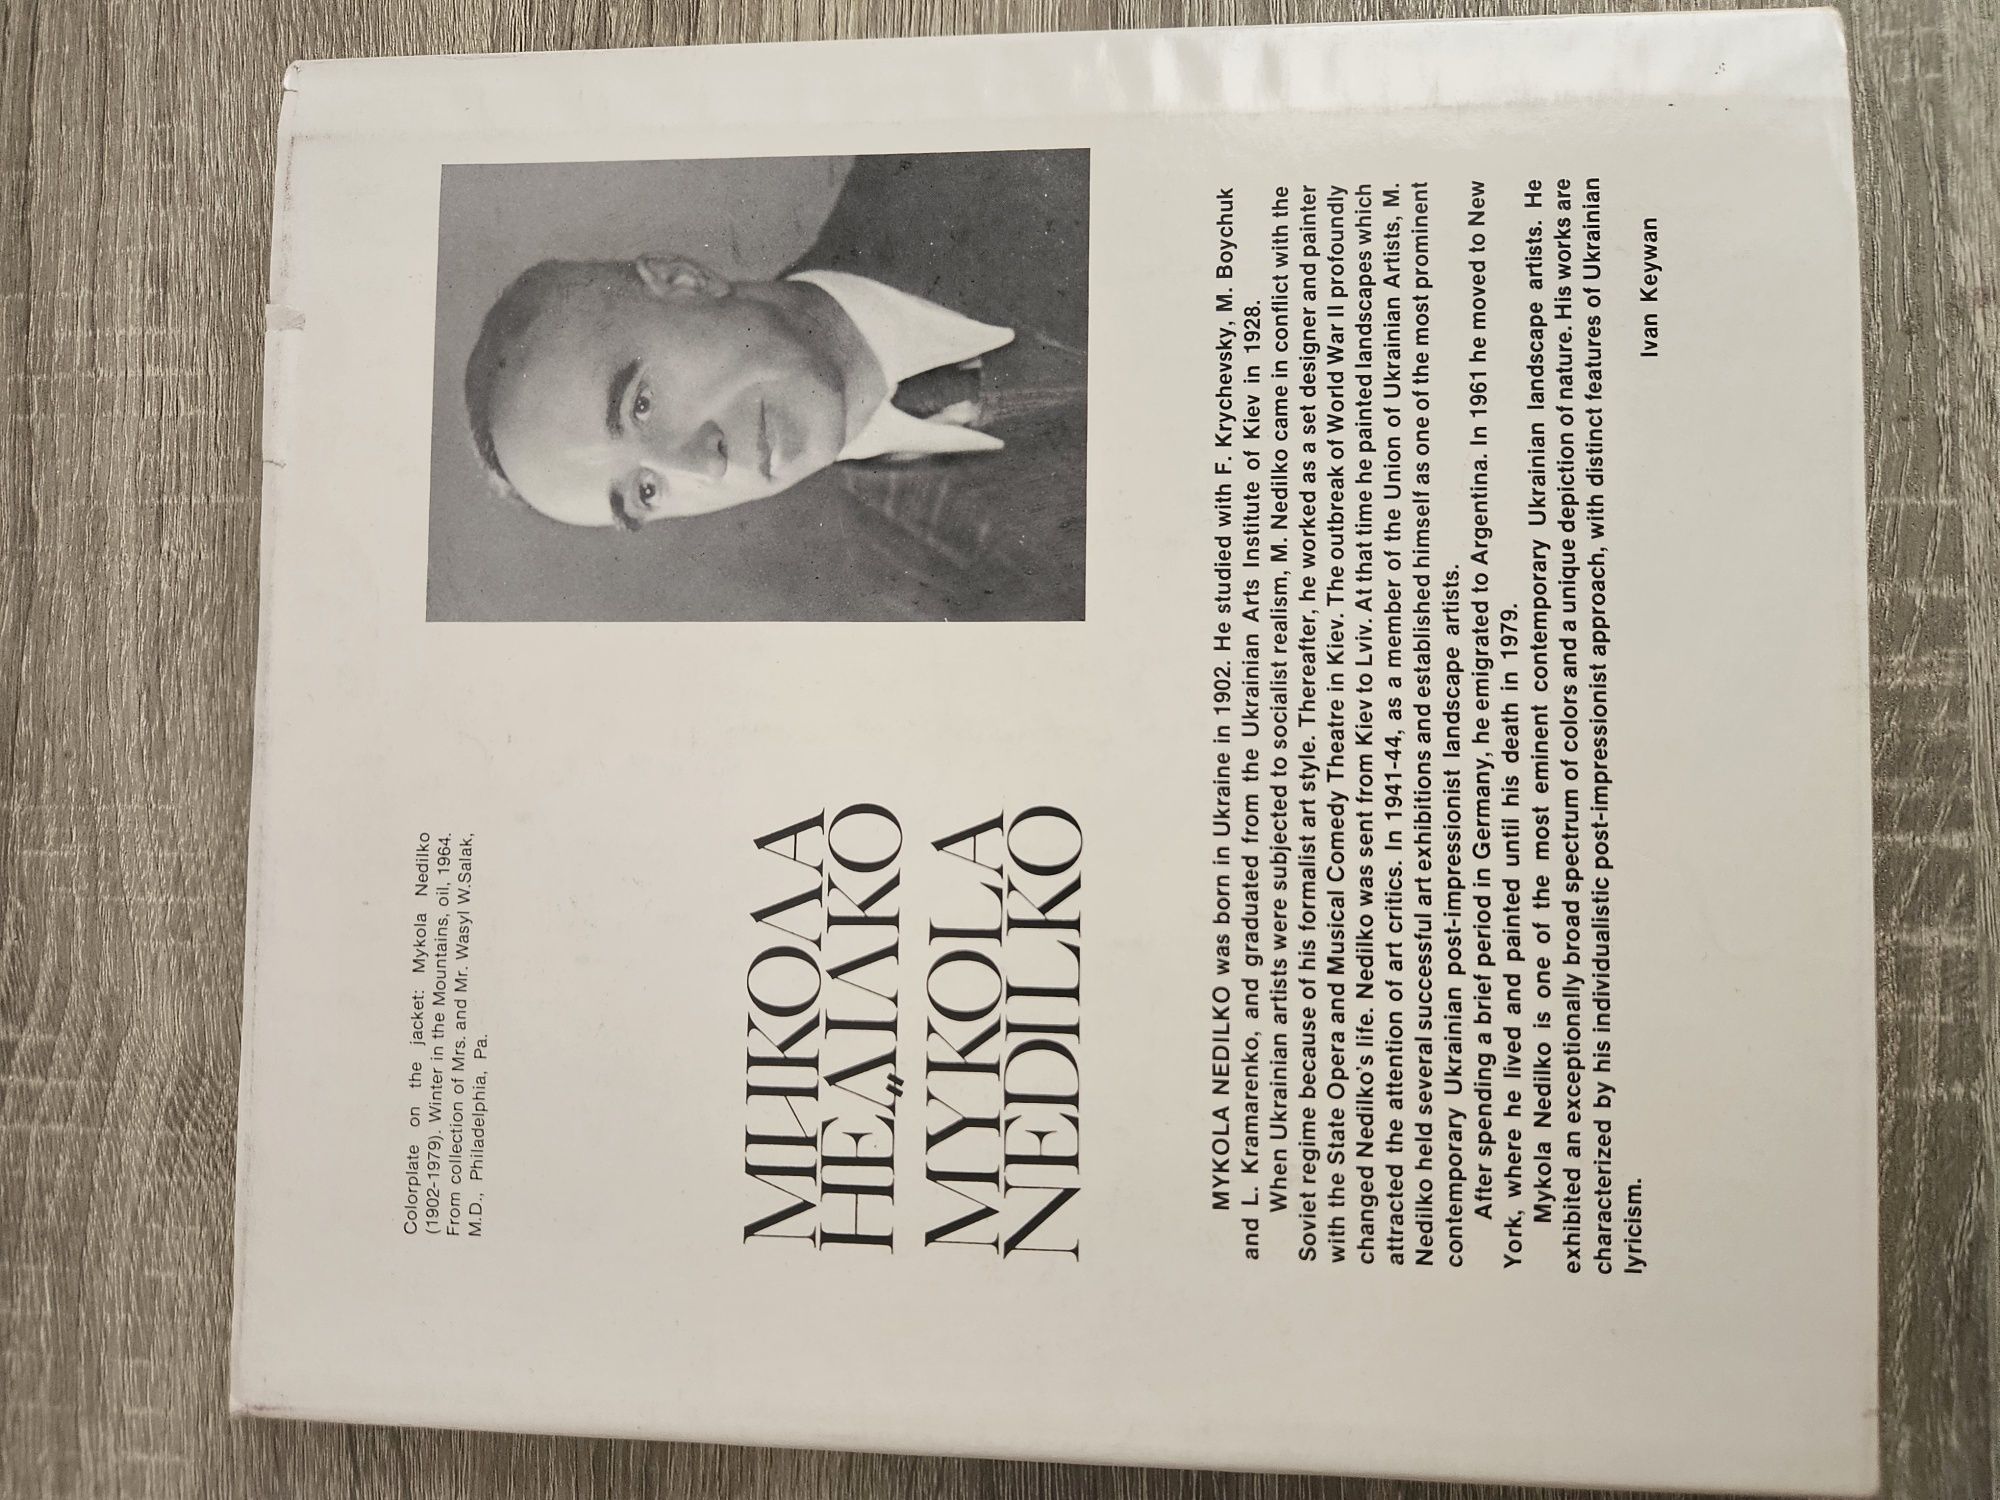 Colorplate on the jacket: Mykola Nedilko
(1902-1979). Winter in the Mountains, oil, 1964.
From collection of Mrs. and Mr. Wasyl W.Salak,
M.D., Philadelphia, Pa.
МИКОЛА
НЕДІЛКО
MYKOLA
NEDILKO
MYKOLA NEDILKO was born in Ukraine in 1902. He studied with F. Krychevsky, M. Boychuk
and L. Kramarenko, and graduated from the Ukrainian Arts Institute of Kiev in 1928.
When Ukrainian artists were subjected to socialist realism, M. Nedilko came in conflict with the
Soviet regime because of his formalist art style. Thereafter, he worked as a set designer and painter
with the State Opera and Musical Comedy Theatre in Kiev. The outbreak of World War II profoundly
changed Nedilko's life. Nedilko was sent from Kiev to Lviv. At that time he painted landscapes which
attracted the attention of art critics. In 1941-44, as a member of the Union of Ukrainian Artists, M.
Nedilko held several successful art exhibitions and established himself as one of the most prominent
contemporary Ukrainian post-impressionist landscape artists.
After spending a brief period in Germany, he emigrated to Argentina. In 1961 he moved to New
York, where he lived and painted until his death in 1979.
Mykola Nedilko is one of the most eminent contemporary Ukrainian landscape artists. He
exhibited an exceptionally broad spectrum of colors and a unique depiction of nature. His works are
characterized by his individualistic post-impressionist approach, with distinct features of Ukrainian
lyricism.
Ivan Keywan